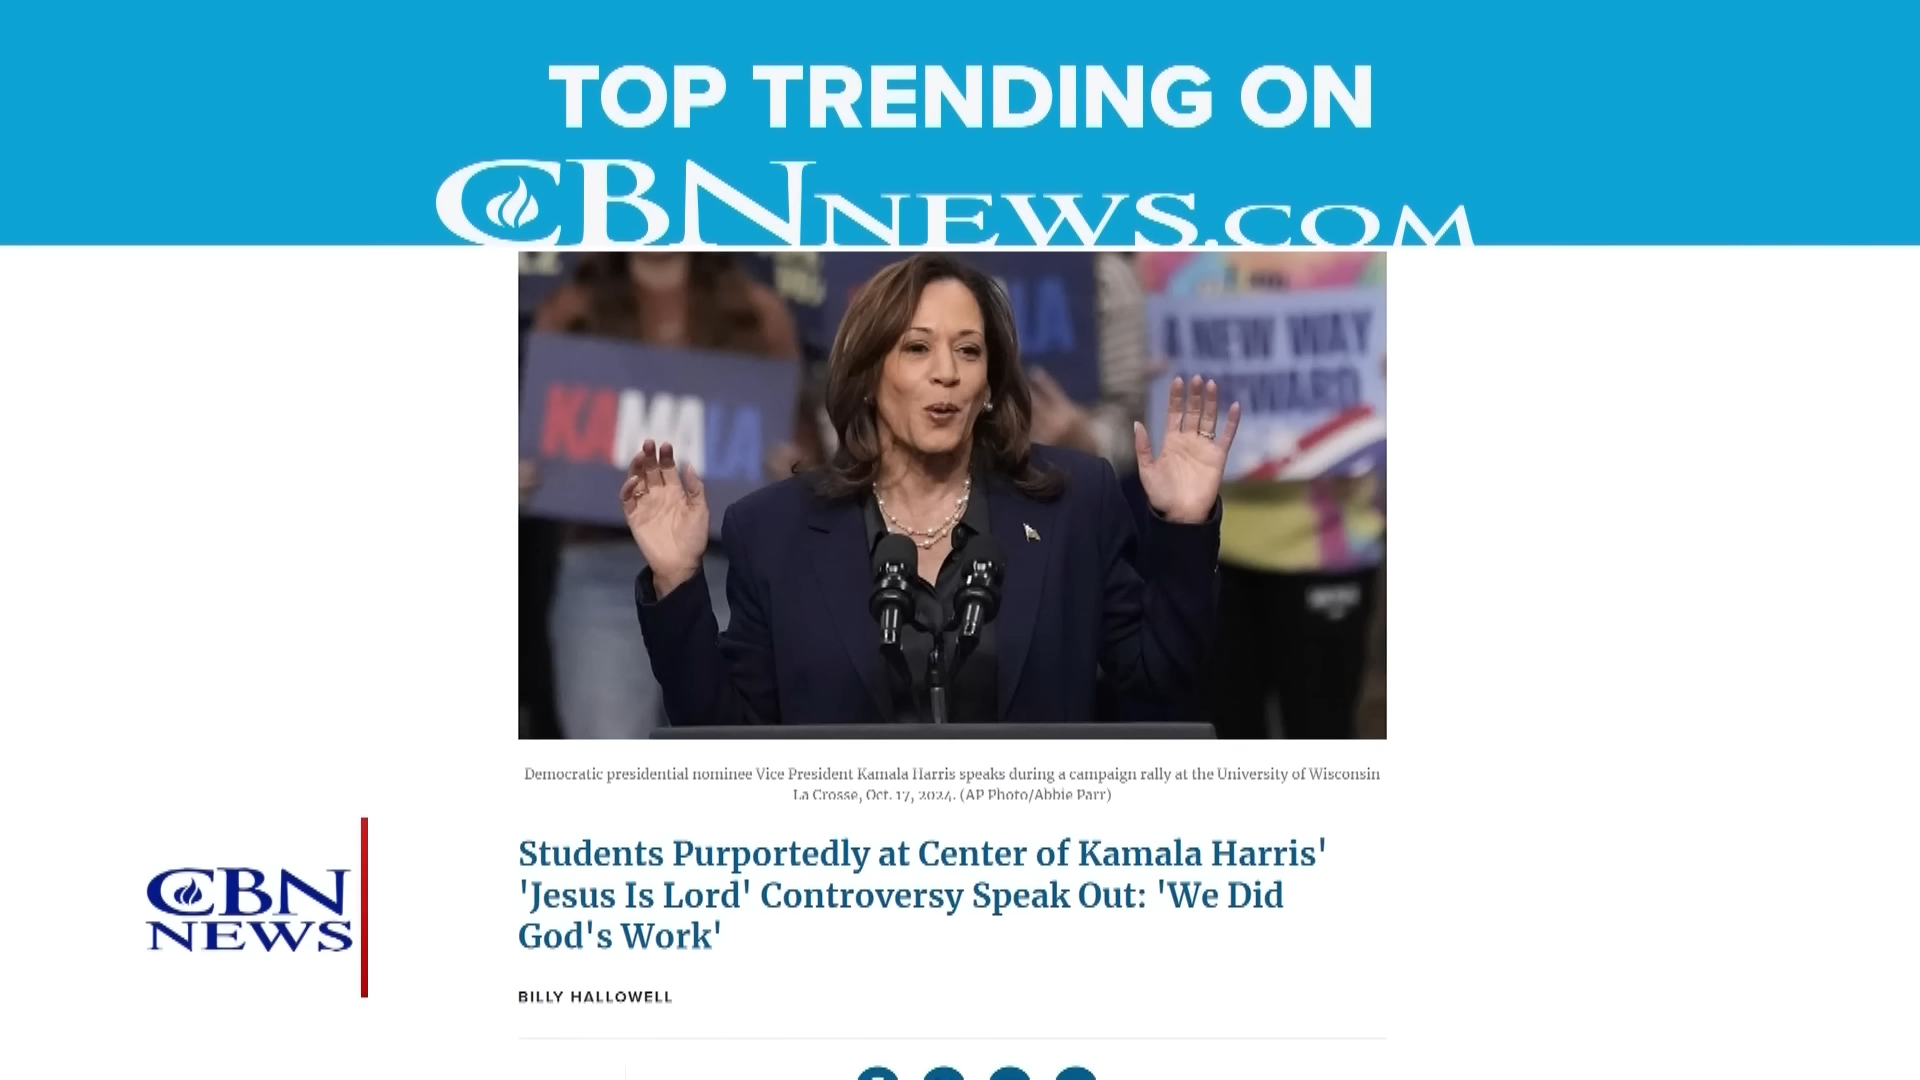 TOP TRENDING ON
CBNNEWS.COM
KAMALA
LA
A NEW WAY
FORWARD
Democratic presidential nominee Vice President Kamala Harris speaks during a campaign rally at the University of Wisconsin
La Crosse, Oct. 17, 2024. (AP Photo/Abbie Parr)
Students Purportedly at Center of Kamala Harris'
'Jesus Is Lord' Controversy Speak Out: 'We Did
God's Work'
BILLY HALLOWELL
CBN
NEWS